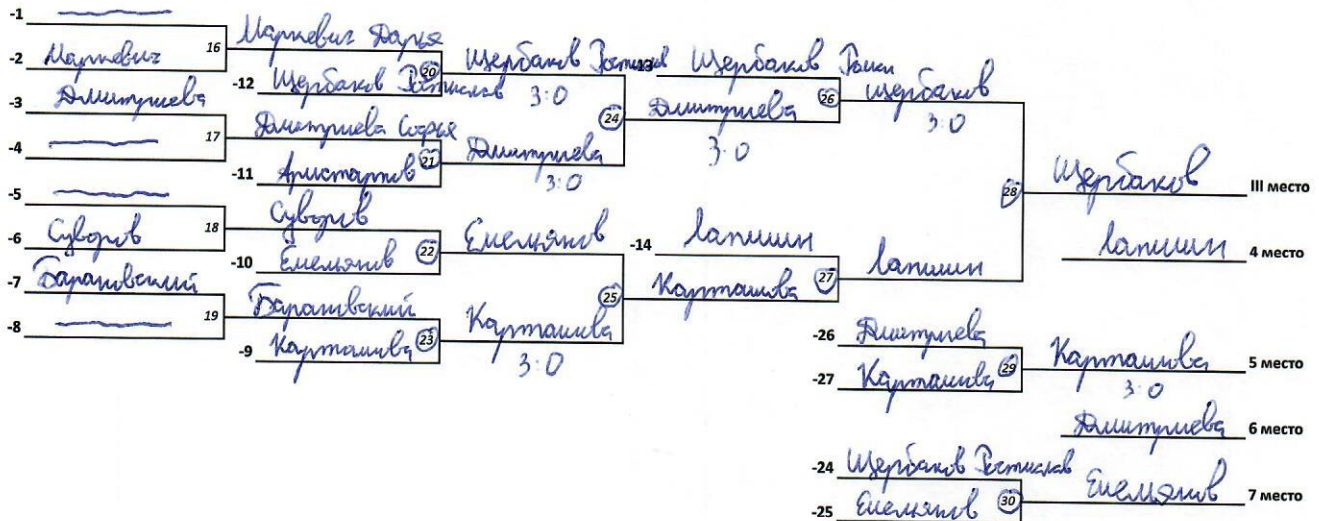 -1
16 Маркевич Дарья
-2 Маркевич
20 Щербаков Ростислав 3:0
-12 Щербаков Ростислав
-3 Дмитриева
17 Дмитриева Софья
-4
21 Дмитриева 3:0
-11 Аристархов
24 Дмитриева 3:0
-13 Щербаков
26 Щербаков 3:0
-5
18 Суворов
-6 Суворов
22 Емельянов
-10 Емельянов
-7 Барановский
19 Барановский
-8
23 Карташова 3:0
-9 Карташова
25 Карташова
-14 Лапшин
27 Лапшин
28 Щербаков III место
Лапшин 4 место
-26 Дмитриева
29 Карташова 3:0 5 место
-27 Карташова
Дмитриева 6 место
-24 Щербаков Ростислав
30 Емельянов 7 место
-25 Емельянов